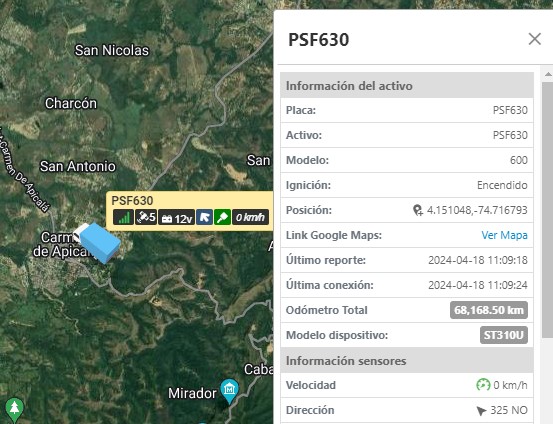 San Nicolas
Charcón
San Antonio
Carmen De Apicalá
San
PSF630
5 12v 0 km/h
Carm
de Apical
Caba
Mirador
PSF630
Información del activo
Placa: PSF630
Activo: PSF630
Modelo: 600
Ignición: Encendido
Posición: 4.151048,-74.716793
Link Google Maps: Ver Mapa
Último reporte: 2024-04-18 11:09:18
Última conexión: 2024-04-18 11:09:24
Odómetro Total 68,168.50 km
Modelo dispositivo: ST310U
Información sensores
Velocidad 0 km/h
Dirección 325 NO